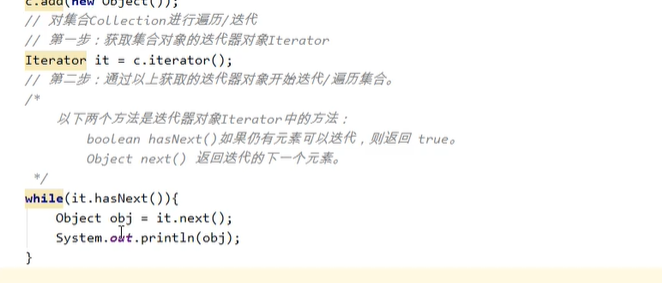 c.add(new Object());
// 对集合Collection进行遍历/迭代
// 第一步：获取集合对象的迭代器对象Iterator
Iterator it = c.iterator();
// 第二步：通过以上获取的迭代器对象开始迭代/遍历集合。
/*
以下两个方法是迭代器对象Iterator中的方法：
boolean hasNext()如果仍有元素可以迭代，则返回 true。
Object next() 返回迭代的下一个元素。
*/
while(it.hasNext()){
Object obj = it.next();
System.out.println(obj);
}